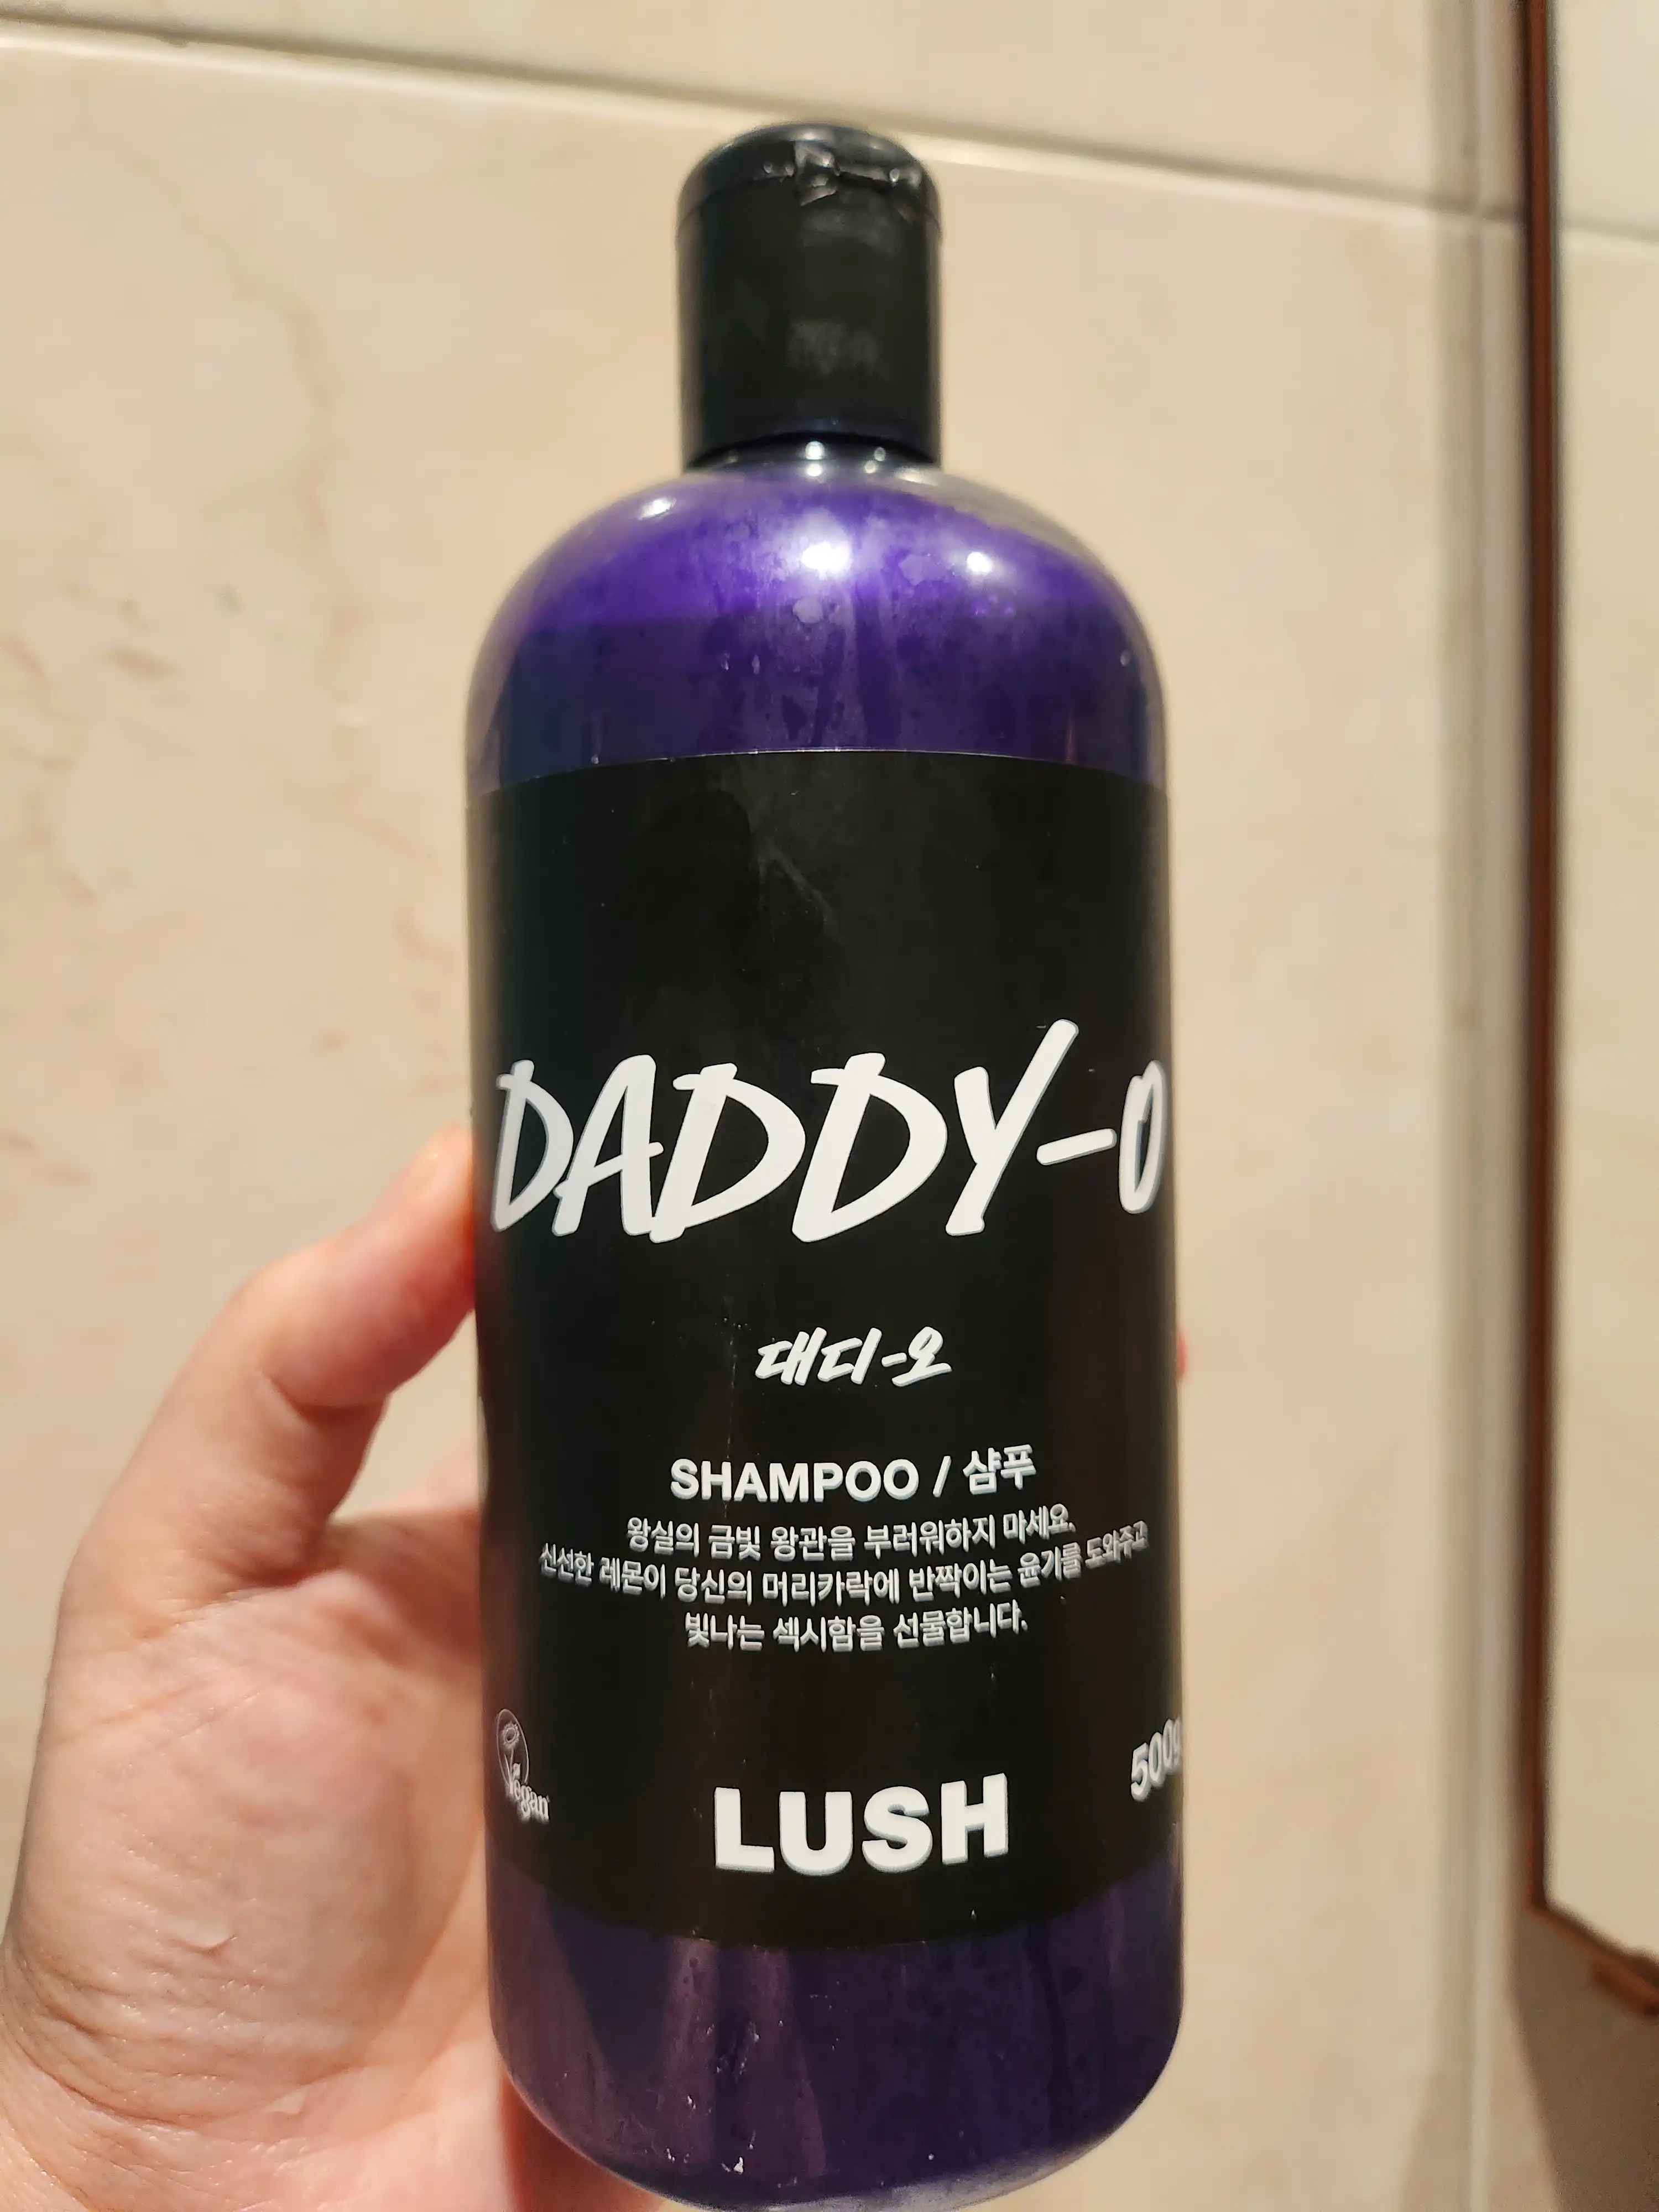 DADDY-O
대디-오
SHAMPOO / 샴푸
왕실의 금빛 왕관을 부러워하지 마세요.
신선한 레몬이 당신의 머리카락에 반짝이는 윤기를 도와주고
빛나는 섹시함을 선물합니다.
Vegan
500g
LUSH